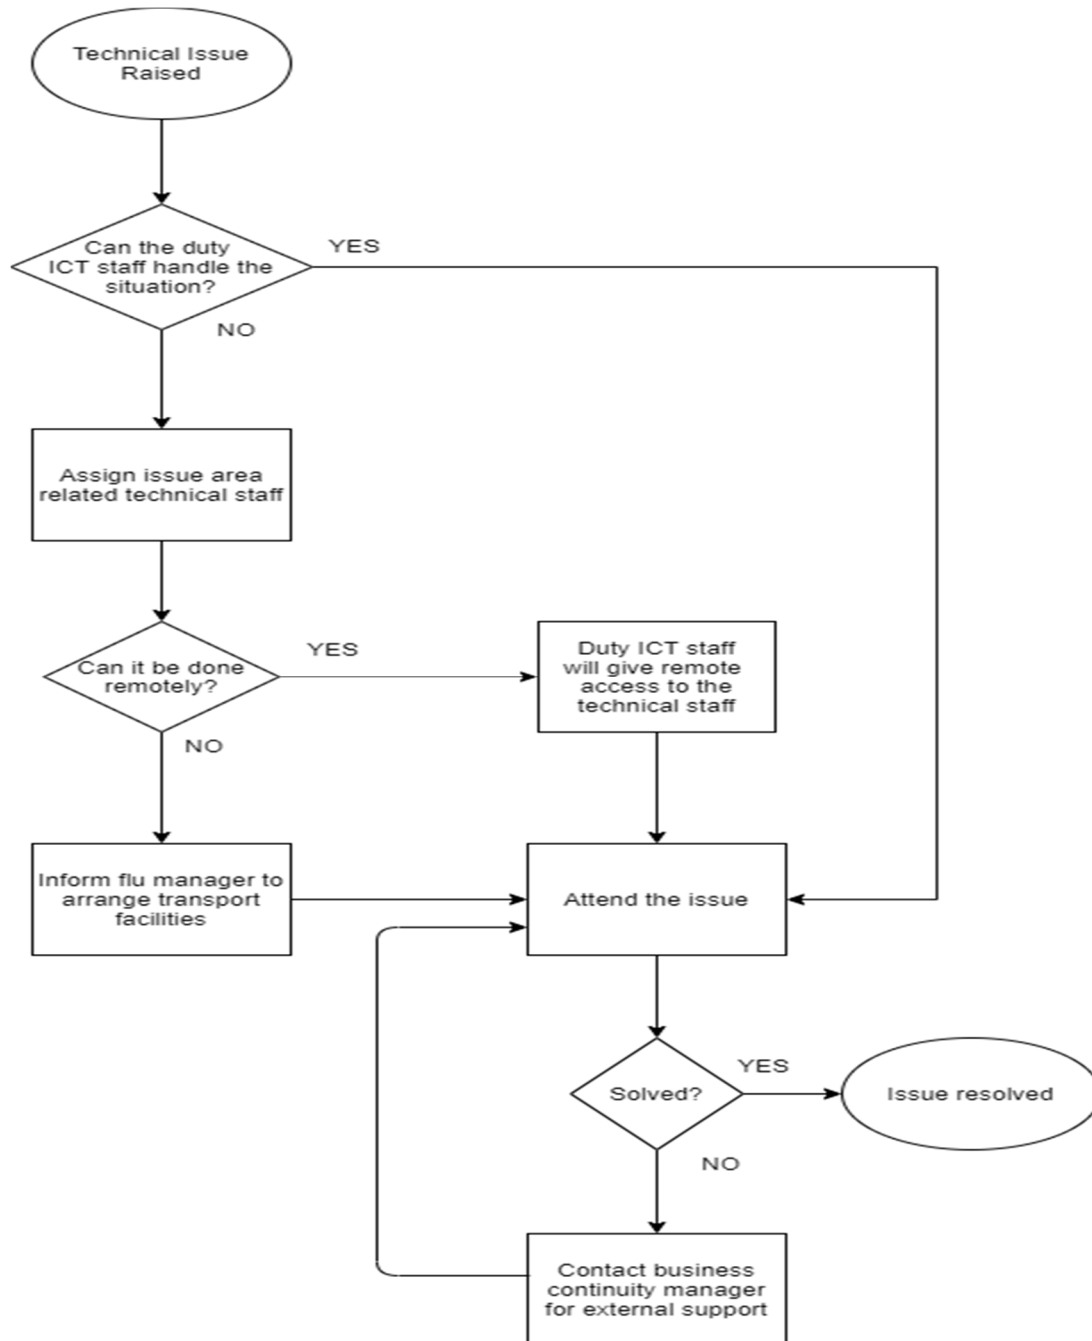 Technical Issue
Raised
Can the duty
ICT staff handle the
situation?
YES
NO
Assign issue area
related technical staff
Can it be done
remotely?
YES
Duty ICT staff
will give remote
access to the
technical staff
NO
Inform flu manager to
arrange transport
facilities
Attend the issue
Solved?
YES
Issue resolved
NO
Contact business
continuity manager
for external support